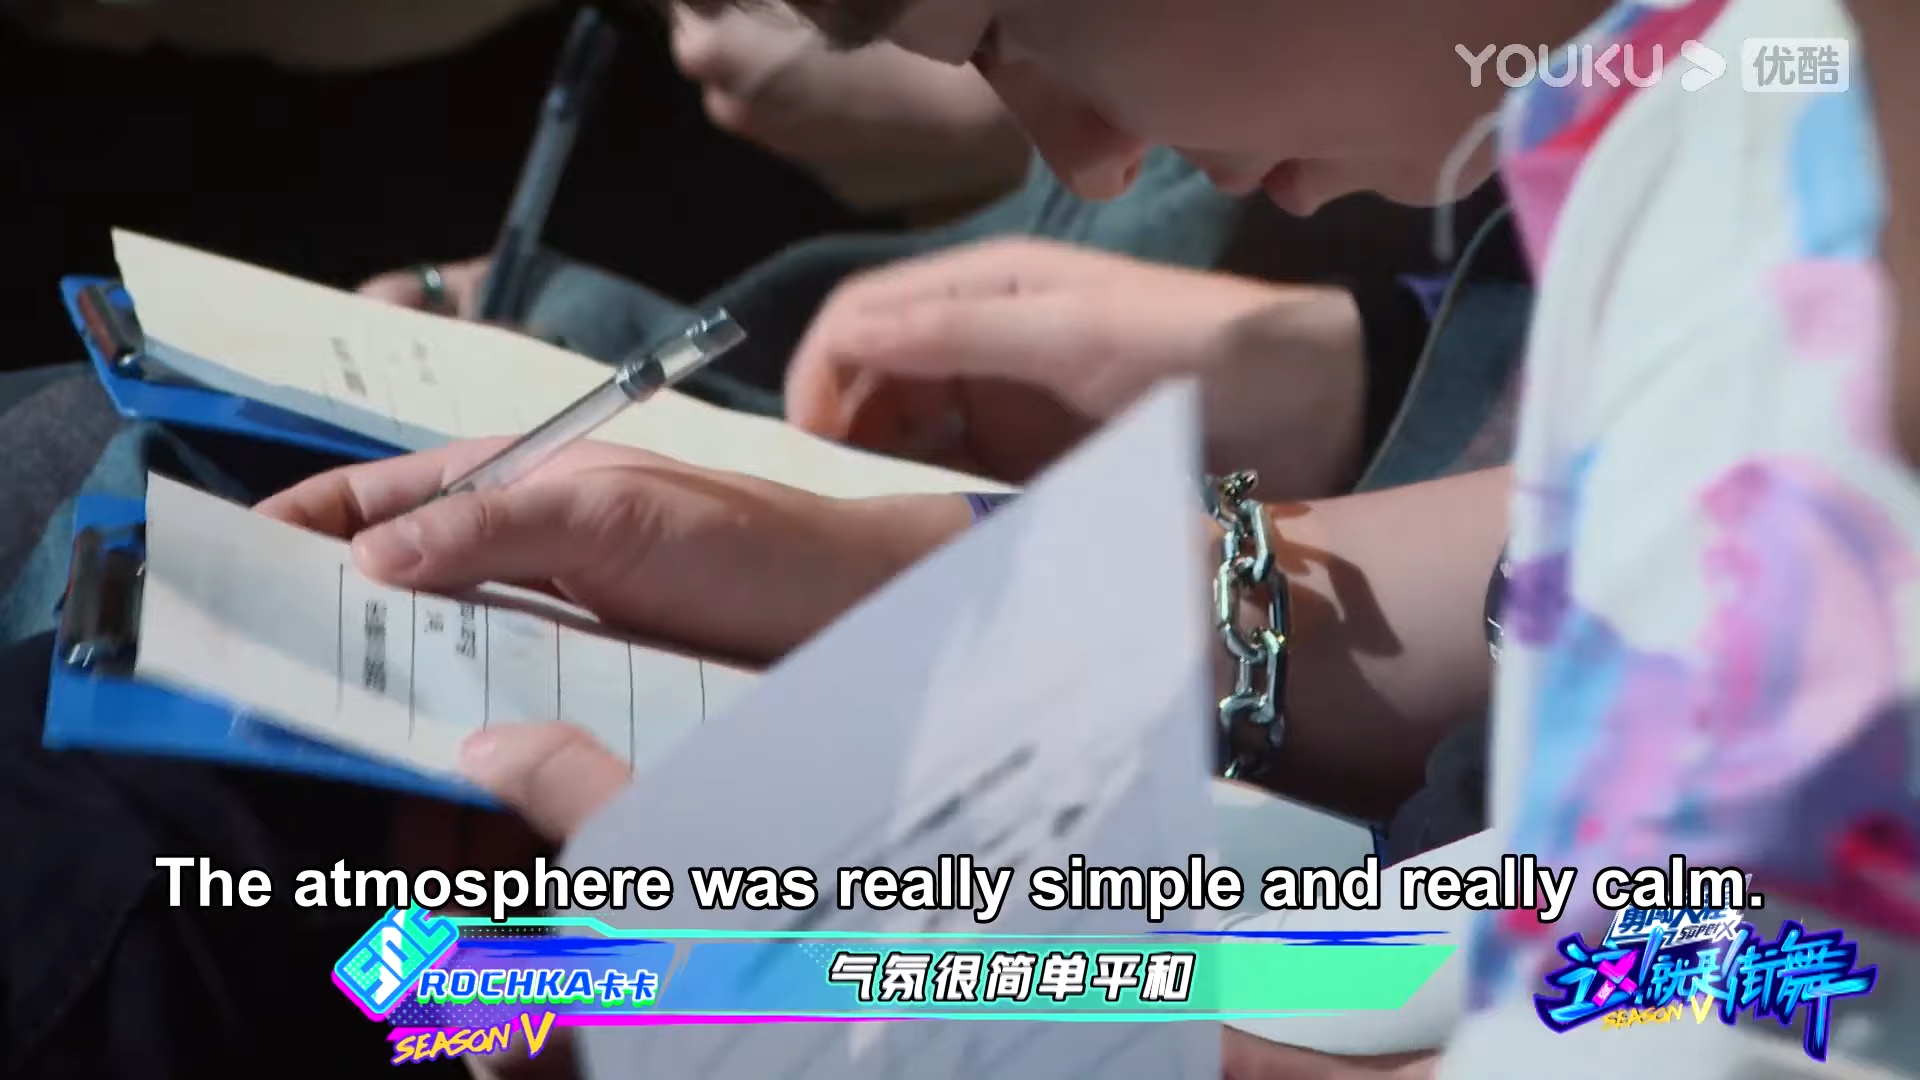 YOUKU 优酷
The atmosphere was really simple and really calm.
SDC
ROCHKA卡卡
气氛很简单平和
SEASON V
这!就是街舞
SEASON V